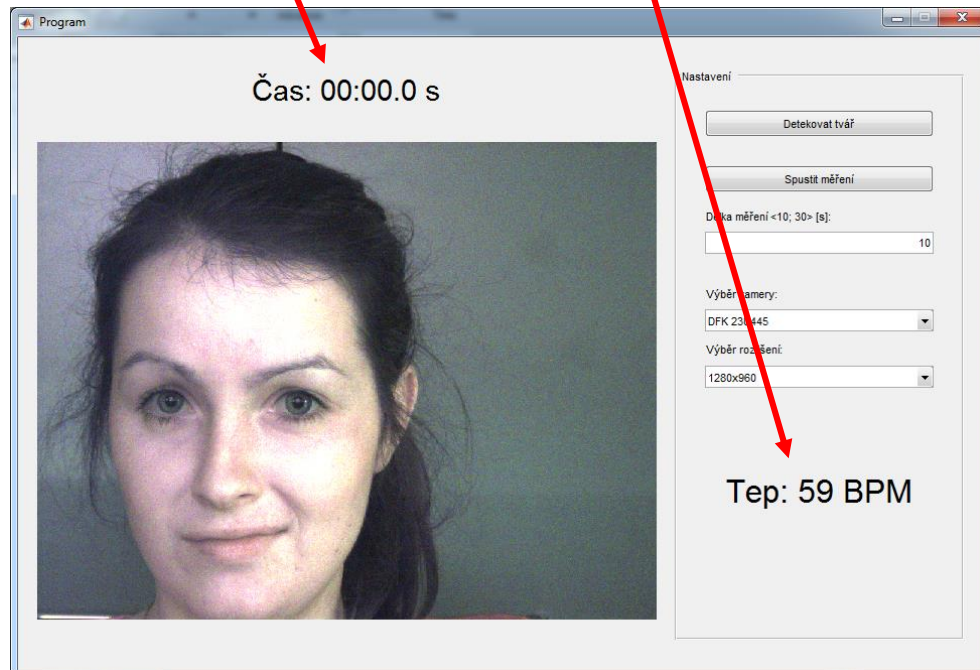 Program
Čas: 00:00.0 s
Nastavení
Detekovat tvář
Spustit měření
Délka měření <10; 30> [s]:
10
Výběr kamery:
DFK 23U445
Výběr rozlišení:
1280x960
Tep: 59 BPM